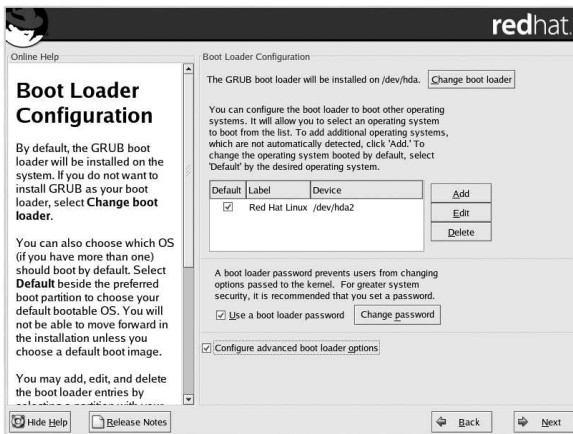 redhat.
Online Help
Boot Loader
Configuration
By default, the GRUB boot
loader will be installed on the
system. If you do not want to
install GRUB as your boot
loader, select Change boot
loader.
You can also choose which OS
(if you have more than one)
should boot by default. Select
Default beside the preferred
boot partition to choose your
default bootable OS. You will
not be able to move forward in
the installation unless you
choose a default boot image.
You may add, edit, and delete
the boot loader entries by
selecting a partition with your
Boot Loader Configuration
The GRUB boot loader will be installed on /dev/hda. Change boot loader
You can configure the boot loader to boot other operating
systems. It will allow you to select an operating system
to boot from the list. To add additional operating systems,
which are not automatically detected, click 'Add.' To
change the operating system booted by default, select
'Default' by the desired operating system.
Default Label Device
Red Hat Linux /dev/hda2
Add
Edit
Delete
A boot loader password prevents users from changing
options passed to the kernel. For greater system
security, it is recommended that you set a password.
Use a boot loader password Change password
Configure advanced boot loader options
Hide Help Release Notes Back Next